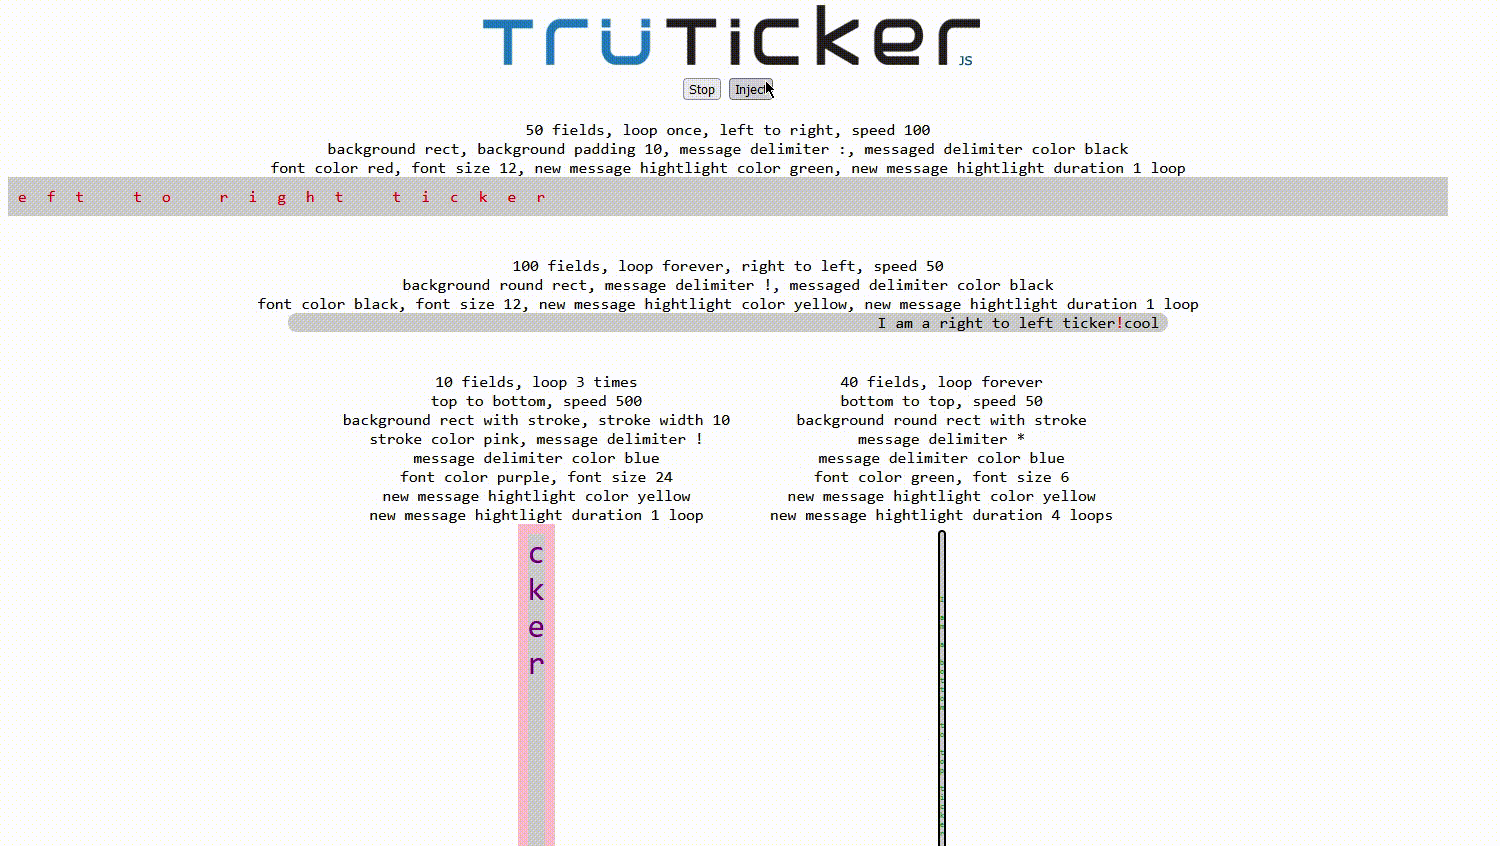 TrüTicker JS
Stop Inject
50 fields, loop once, left to right, speed 100
background rect, background padding 10, message delimiter :, messaged delimiter color black
font color red, font size 12, new message hightlight color green, new message hightlight duration 1 loop
eft to right ticker
100 fields, loop forever, right to left, speed 50
background round rect, message delimiter !, messaged delimiter color black
font color black, font size 12, new message hightlight color yellow, new message hightlight duration 1 loop
I am a right to left ticker!cool
10 fields, loop 3 times
top to bottom, speed 500
background rect with stroke, stroke width 10
stroke color pink, message delimiter !
message delimiter color blue
font color purple, font size 24
new message hightlight color yellow
new message hightlight duration 1 loop
c
k
e
r
40 fields, loop forever
bottom to top, speed 50
background round rect with stroke
message delimiter *
message delimiter color blue
font color green, font size 6
new message hightlight color yellow
new message hightlight duration 4 loops